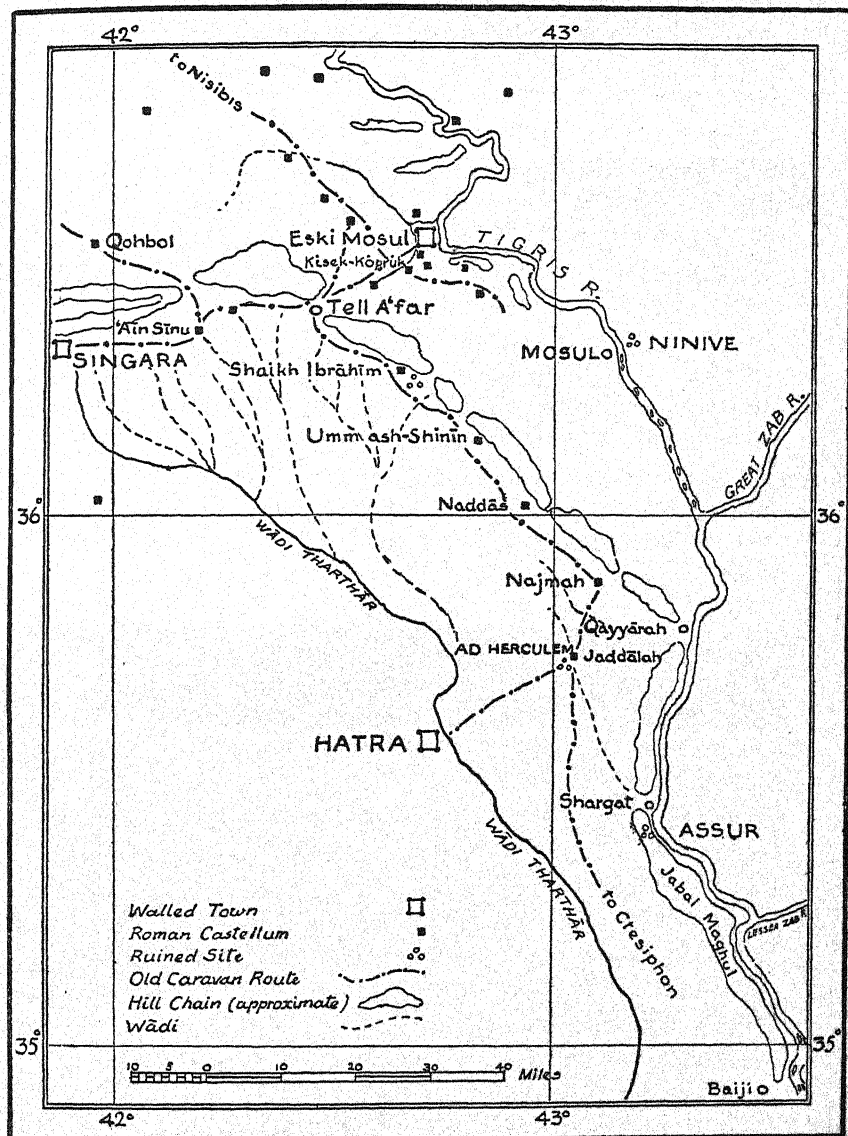 42°
43°
to Nisibis
Qohbol
Eski Mosul
Kisek-Köprük
TIGRIS R.
'Ain Sīnu
Tell A'far
SINGARA
MOSUL
NINIVE
Shaikh Ibrāhīm
Umm ash-Shinīn
GREAT ZAB R.
36°
36°
Naddās
WĀDI THARTHĀR
Najmah
Qayyārah
AD HERCULEM
Jaddālah
HATRA
Shargat
ASSUR
WĀDI THARTHĀR
Jabal Maghul
to Ctesiphon
LESSER ZAB R.
Walled Town
Roman Castellum
Ruined Site
Old Caravan Route
Hill Chain (approximate)
Wādi
35°
35°
10 5 0 10 20 30 40 Miles
Baiji
42°
43°